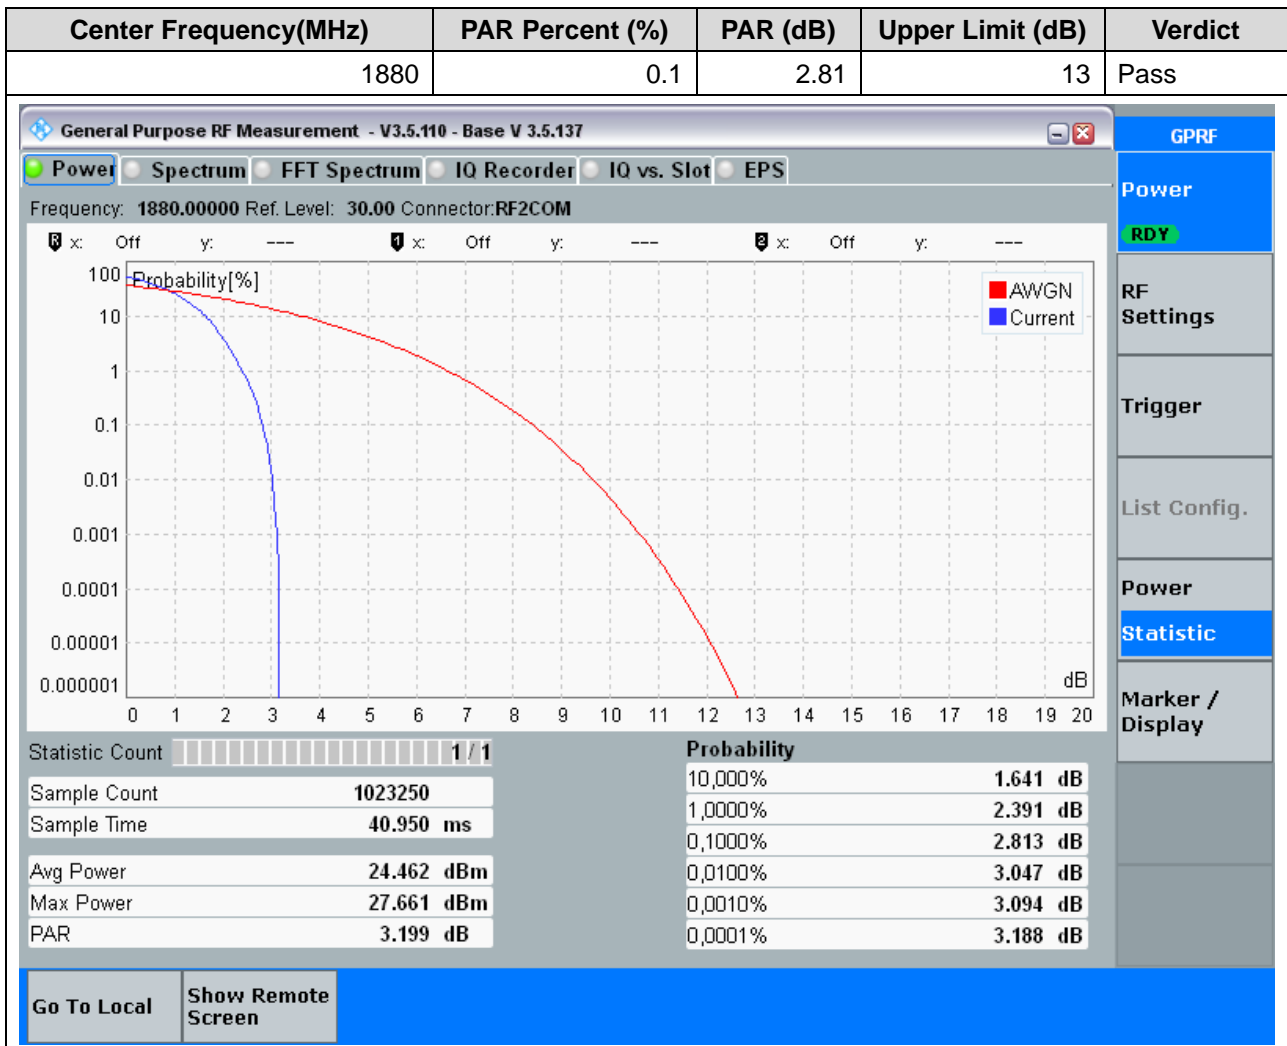 Center Frequency(MHz) PAR Percent (%) PAR (dB) Upper Limit (dB) Verdict
1880 0.1 2.81 13 Pass
General Purpose RF Measurement - V3.5.110 - Base V 3.5.137
GPRF
Power Spectrum FFT Spectrum IQ Recorder IQ vs. Slot EPS
Frequency: 1880.00000 Ref. Level: 30.00 Connector:RF2COM
R x: Off y: --- 1 x: Off y: --- 2 x: Off y: ---
Probability[%]
100
10
1
0.1
0.01
0.001
0.0001
0.00001
0.000001
AWGN
Current
dB
0 1 2 3 4 5 6 7 8 9 10 11 12 13 14 15 16 17 18 19 20
Statistic Count 1 / 1
Sample Count 1023250
Sample Time 40.950 ms
Avg Power 24.462 dBm
Max Power 27.661 dBm
PAR 3.199 dB
Probability
10,000% 1.641 dB
1,0000% 2.391 dB
0,1000% 2.813 dB
0,0100% 3.047 dB
0,0010% 3.094 dB
0,0001% 3.188 dB
Power
RDY
RF
Settings
Trigger
List Config.
Power
Statistic
Marker /
Display
Go To Local
Show Remote
Screen